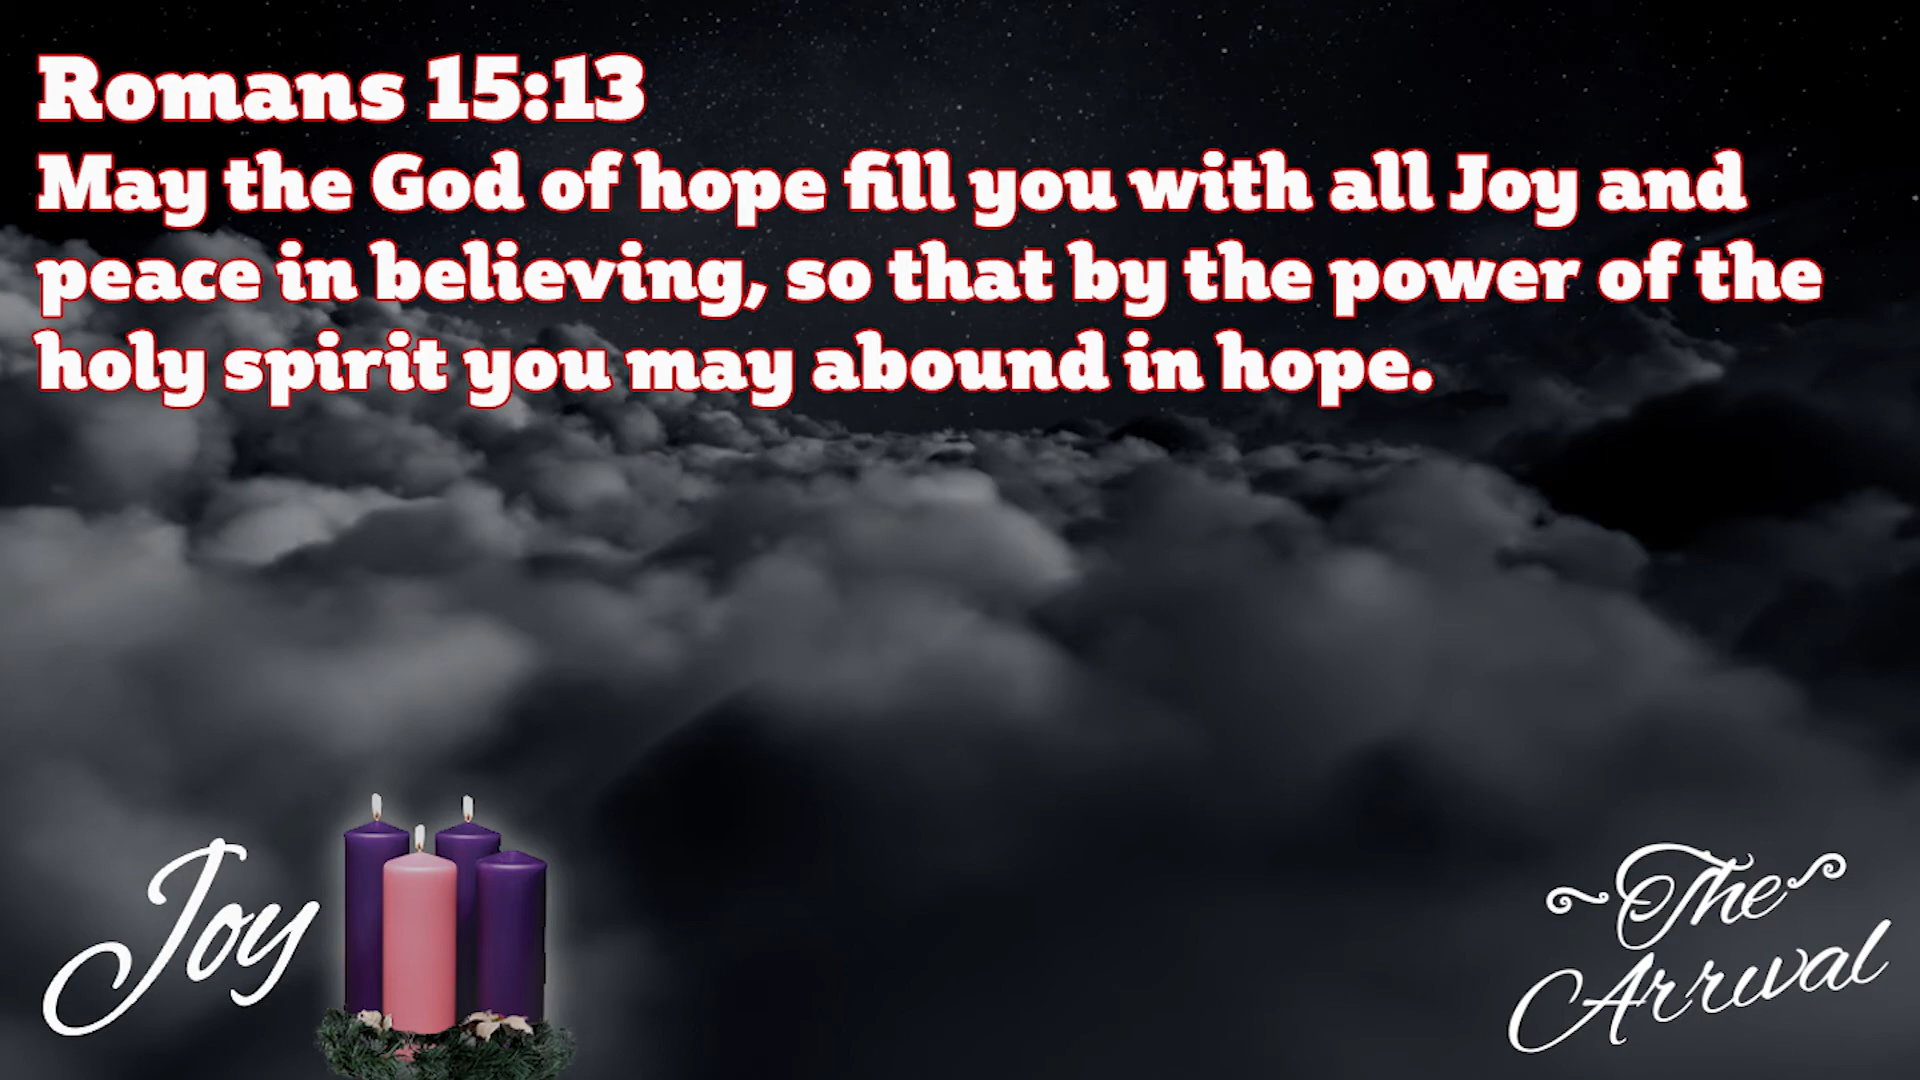 Romans 15:13
May the God of hope fill you with all Joy and
peace in believing, so that by the power of the
holy spirit you may abound in hope.
Joy
The
Arrival